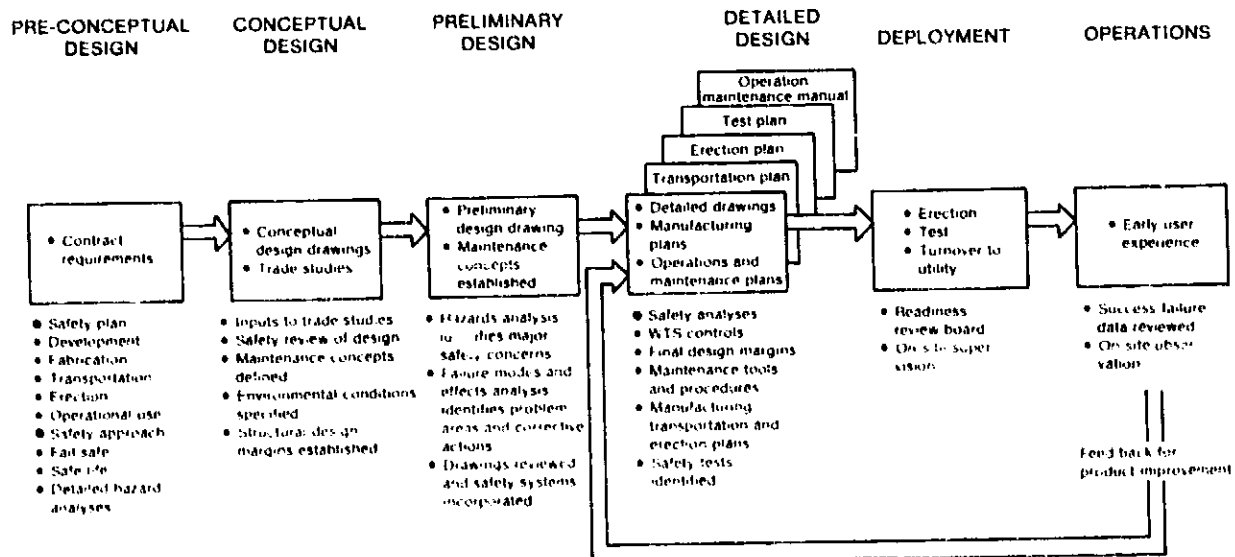 PRE-CONCEPTUAL
DESIGN
CONCEPTUAL
DESIGN
PRELIMINARY
DESIGN
DETAILED
DESIGN
DEPLOYMENT
OPERATIONS
Operation
maintenance manual
Test plan
Erection plan
Transportation plan
• Contract
requirements
• Conceptual
design drawings
• Trade studies
• Preliminary
design drawing
• Maintenance
concepts
established
• Detailed drawings
• Manufacturing
plans
• Operations and
maintenance plans
• Erection
• Test
• Turnover to
utility
• Early user
experience
• Safety plan
• Development
• Fabrication
• Transportation
• Erection
• Operational use
• Safety approach
• Fail safe
• Safe life
• Detailed hazard
analyses
• Inputs to trade studies
• Safety review of design
• Maintenance concepts
defined
• Environmental conditions
specified
• Structural design
margins established
• Hazards analysis
major
safety concerns
• Failure modes and
effects analysis
identifies problem
areas and corrective
actions
• Drawings reviewed
and safety systems
incorporated
• Safety analyses
• WTS controls
• Final design margins
• Maintenance tools
and procedures
• Manufacturing
transportation and
erection plans
• Safety tests
identified
• Readiness
review board
• On site super
vision
• Success failure
data reviewed
• On site obser
vation
Feed back for
product improvement